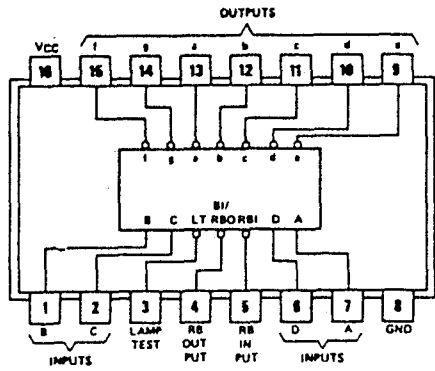 OUTPUTS
VCC f g a b c d e
16 15 14 13 12 11 10 9
f g a b c d e
BI/
B C LT RBO RBI D A
1 2 3 4 5 6 7 8
B C LAMP RB RB D A GND
TEST OUT IN
PUT PUT
INPUTS INPUTS